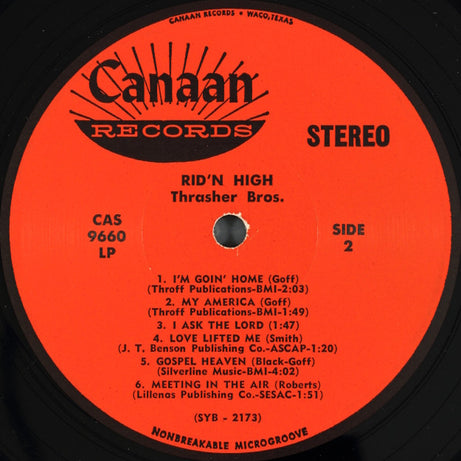 CANAAN RECORDS • WACO, TEXAS
Canaan
RECORDS
STEREO
RID'N HIGH
Thrasher Bros.
CAS
9660
LP
SIDE
2
1. I'M GOIN' HOME (Goff)
(Throff Publications-BMI-2:03)
2. MY AMERICA (Goff)
(Throff Publications-BMI-1:49)
3. I ASK THE LORD (1:47)
4. LOVE LIFTED ME (Smith)
(J. T. Benson Publishing Co.-ASCAP-1:20)
5. GOSPEL HEAVEN (Black-Goff)
(Silverline Music-BMI-4:02)
6. MEETING IN THE AIR (Roberts)
(Lillenas Publishing Co.-SESAC-1:51)
(SYB - 2173)
NONBREAKABLE MICROGROOVE